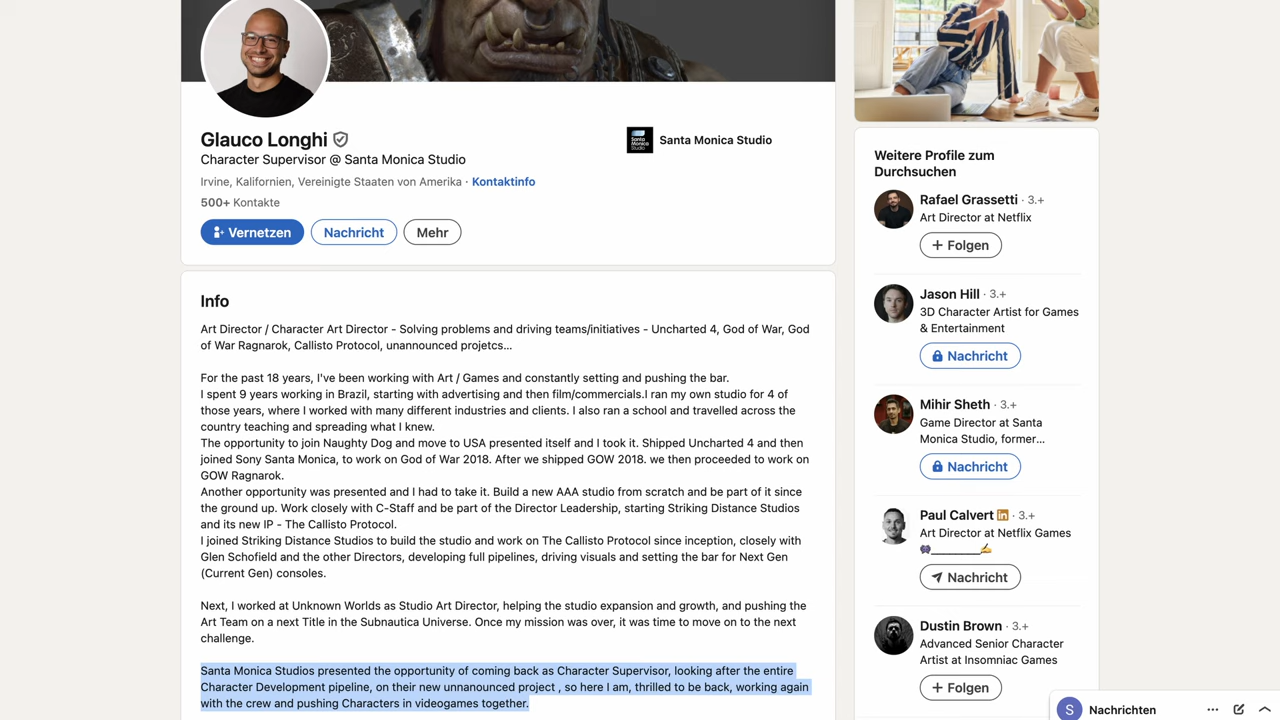 Glauco Longhi
Character Supervisor @ Santa Monica Studio
Irvine, Kalifornien, Vereinigte Staaten von Amerika · Kontaktinfo
500+ Kontakte
Vernetzen
Nachricht
Mehr
Santa Monica Studio
Santa Monica Studio
Info
Art Director / Character Art Director - Solving problems and driving teams/initiatives - Uncharted 4, God of War, God
of War Ragnarok, Callisto Protocol, unannounced projetcs...
For the past 18 years, I've been working with Art / Games and constantly setting and pushing the bar.
I spent 9 years working in Brazil, starting with advertising and then film/commercials.I ran my own studio for 4 of
those years, where I worked with many different industries and clients. I also ran a school and travelled across the
country teaching and spreading what I knew.
The opportunity to join Naughty Dog and move to USA presented itself and I took it. Shipped Uncharted 4 and then
joined Sony Santa Monica, to work on God of War 2018. After we shipped GOW 2018. we then proceeded to work on
GOW Ragnarok.
Another opportunity was presented and I had to take it. Build a new AAA studio from scratch and be part of it since
the ground up. Work closely with C-Staff and be part of the Director Leadership, starting Striking Distance Studios
and its new IP - The Callisto Protocol.
I joined Striking Distance Studios to build the studio and work on The Callisto Protocol since inception, closely with
Glen Schofield and the other Directors, developing full pipelines, driving visuals and setting the bar for Next Gen
(Current Gen) consoles.
Next, I worked at Unknown Worlds as Studio Art Director, helping the studio expansion and growth, and pushing the
Art Team on a next Title in the Subnautica Universe. Once my mission was over, it was time to move on to the next
challenge.
Santa Monica Studios presented the opportunity of coming back as Character Supervisor, looking after the entire
Character Development pipeline, on their new unnanounced project , so here I am, thrilled to be back, working again
with the crew and pushing Characters in videogames together.
Weitere Profile zum
Durchsuchen
Rafael Grassetti · 3.+
Art Director at Netflix
+ Folgen
Jason Hill · 3.+
3D Character Artist for Games
& Entertainment
Nachricht
Mihir Sheth · 3.+
Game Director at Santa
Monica Studio, former...
Nachricht
Paul Calvert in · 3.+
Art Director at Netflix Games
Nachricht
Dustin Brown · 3.+
Advanced Senior Character
Artist at Insomniac Games
+ Folgen
S Nachrichten